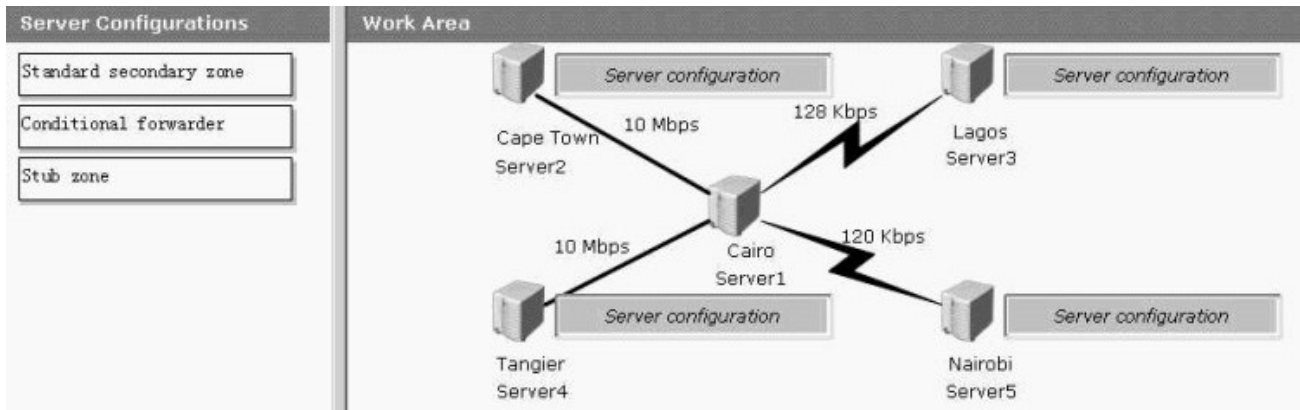 Server Configurations
Work Area
Standard secondary zone
Conditional forwarder
Stub zone
Server configuration
Cape Town
Server2
10 Mbps
128 Kbps
Server configuration
Lagos
Server3
10 Mbps
Cairo
Server1
120 Kbps
Server configuration
Tangier
Server4
Server configuration
Nairobi
Server5